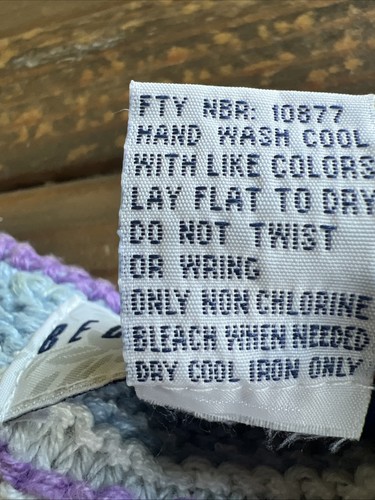 FTY NBR: 10877
HAND WASH COOL
WITH LIKE COLORS
LAY FLAT TO DRY
DO NOT TWIST
OR WRING
ONLY NON CHLORINE
BLEACH WHEN NEEDED
DRY COOL IRON ONLY